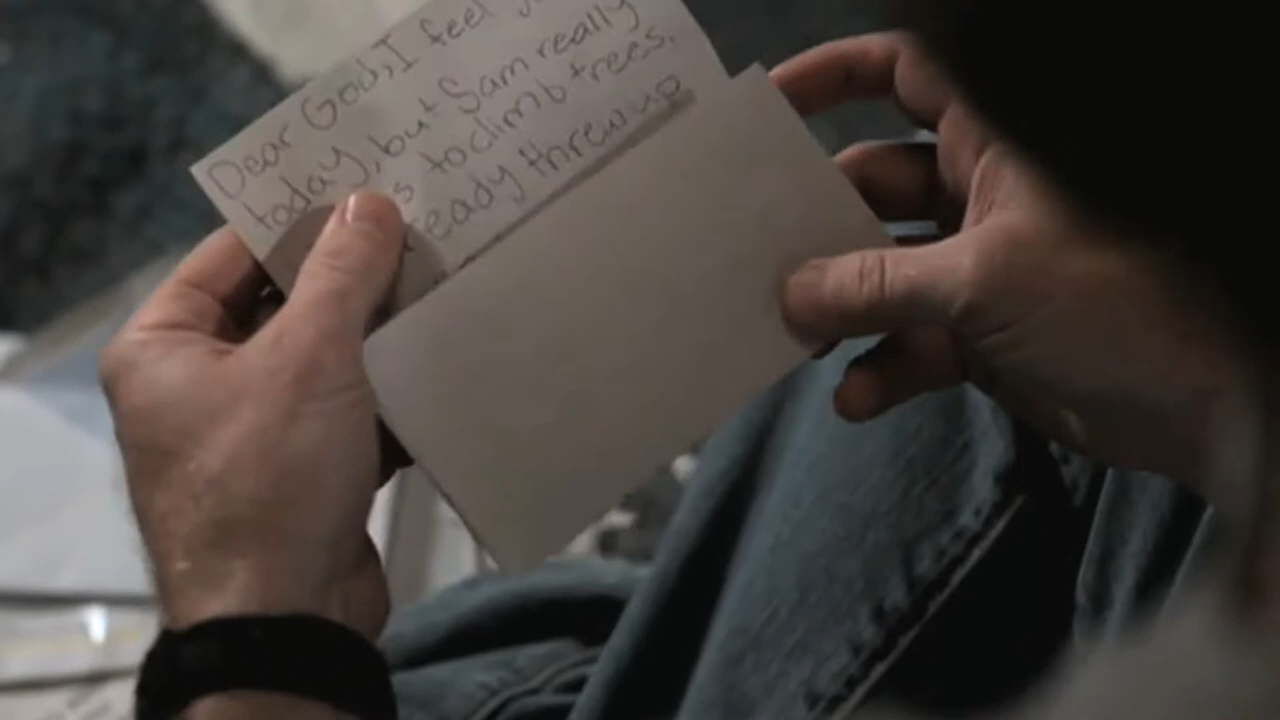 Dear God, I feel
today, but Sam really
to climb trees.
threw up